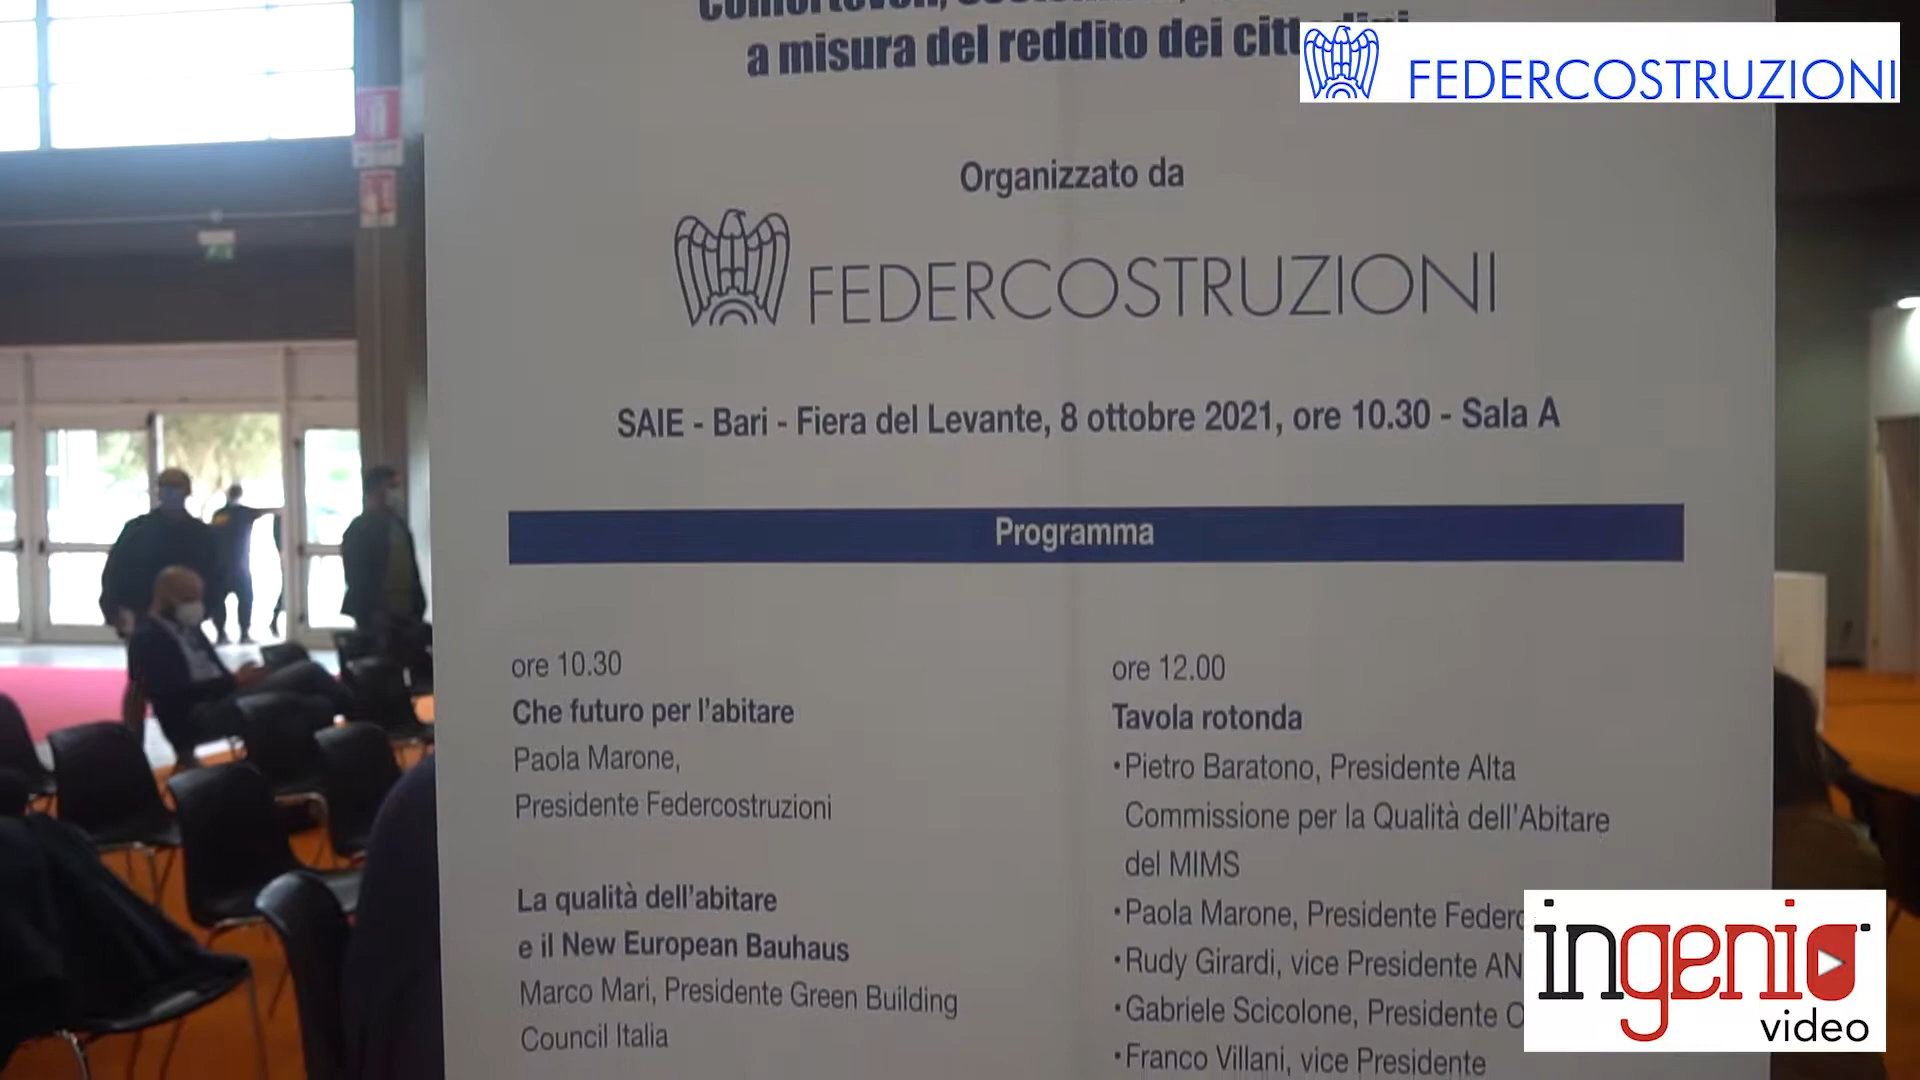 a misura del reddito dei
FEDERCOSTRUZIONI
Organizzato da
FEDERCOSTRUZIONI
SAIE - Bari - Fiera del Levante, 8 ottobre 2021, ore 10.30 - Sala A
Programma
ore 10.30
Che futuro per l'abitare
Paola Marone,
Presidente Federcostruzioni
La qualità dell'abitare
e il New European Bauhaus
Marco Mari, Presidente Green Building
Council Italia
ore 12.00
Tavola rotonda
•Pietro Baratono, Presidente Alta
Commissione per la Qualità dell'Abitare
del MIMS
•Paola Marone, Presidente
•Rudy Girardi, vice Presidente
•Gabriele Scicolone, Presidente
•Franco Villani, vice Presidente
ingenio
video